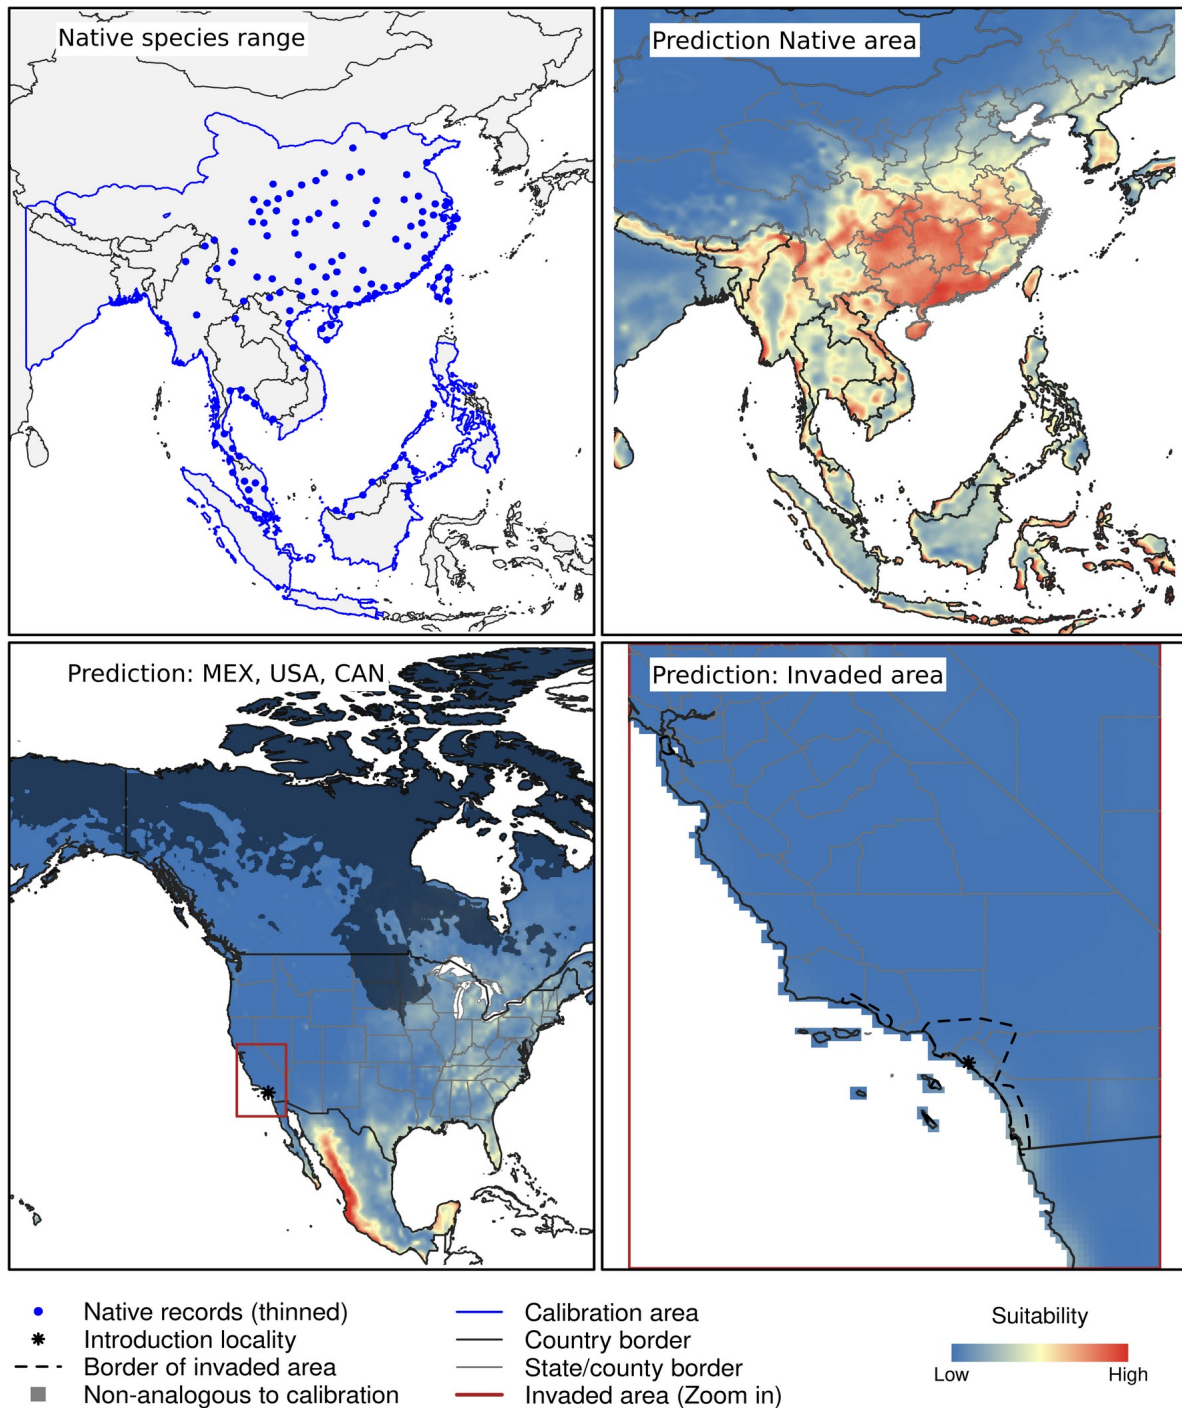 Native species range
Prediction Native area
Prediction: MEX, USA, CAN
Prediction: Invaded area
Native records (thinned)
Introduction locality
Border of invaded area
Non-analogous to calibration
Calibration area
Country border
State/county border
Invaded area (Zoom in)
Suitability
Low
High